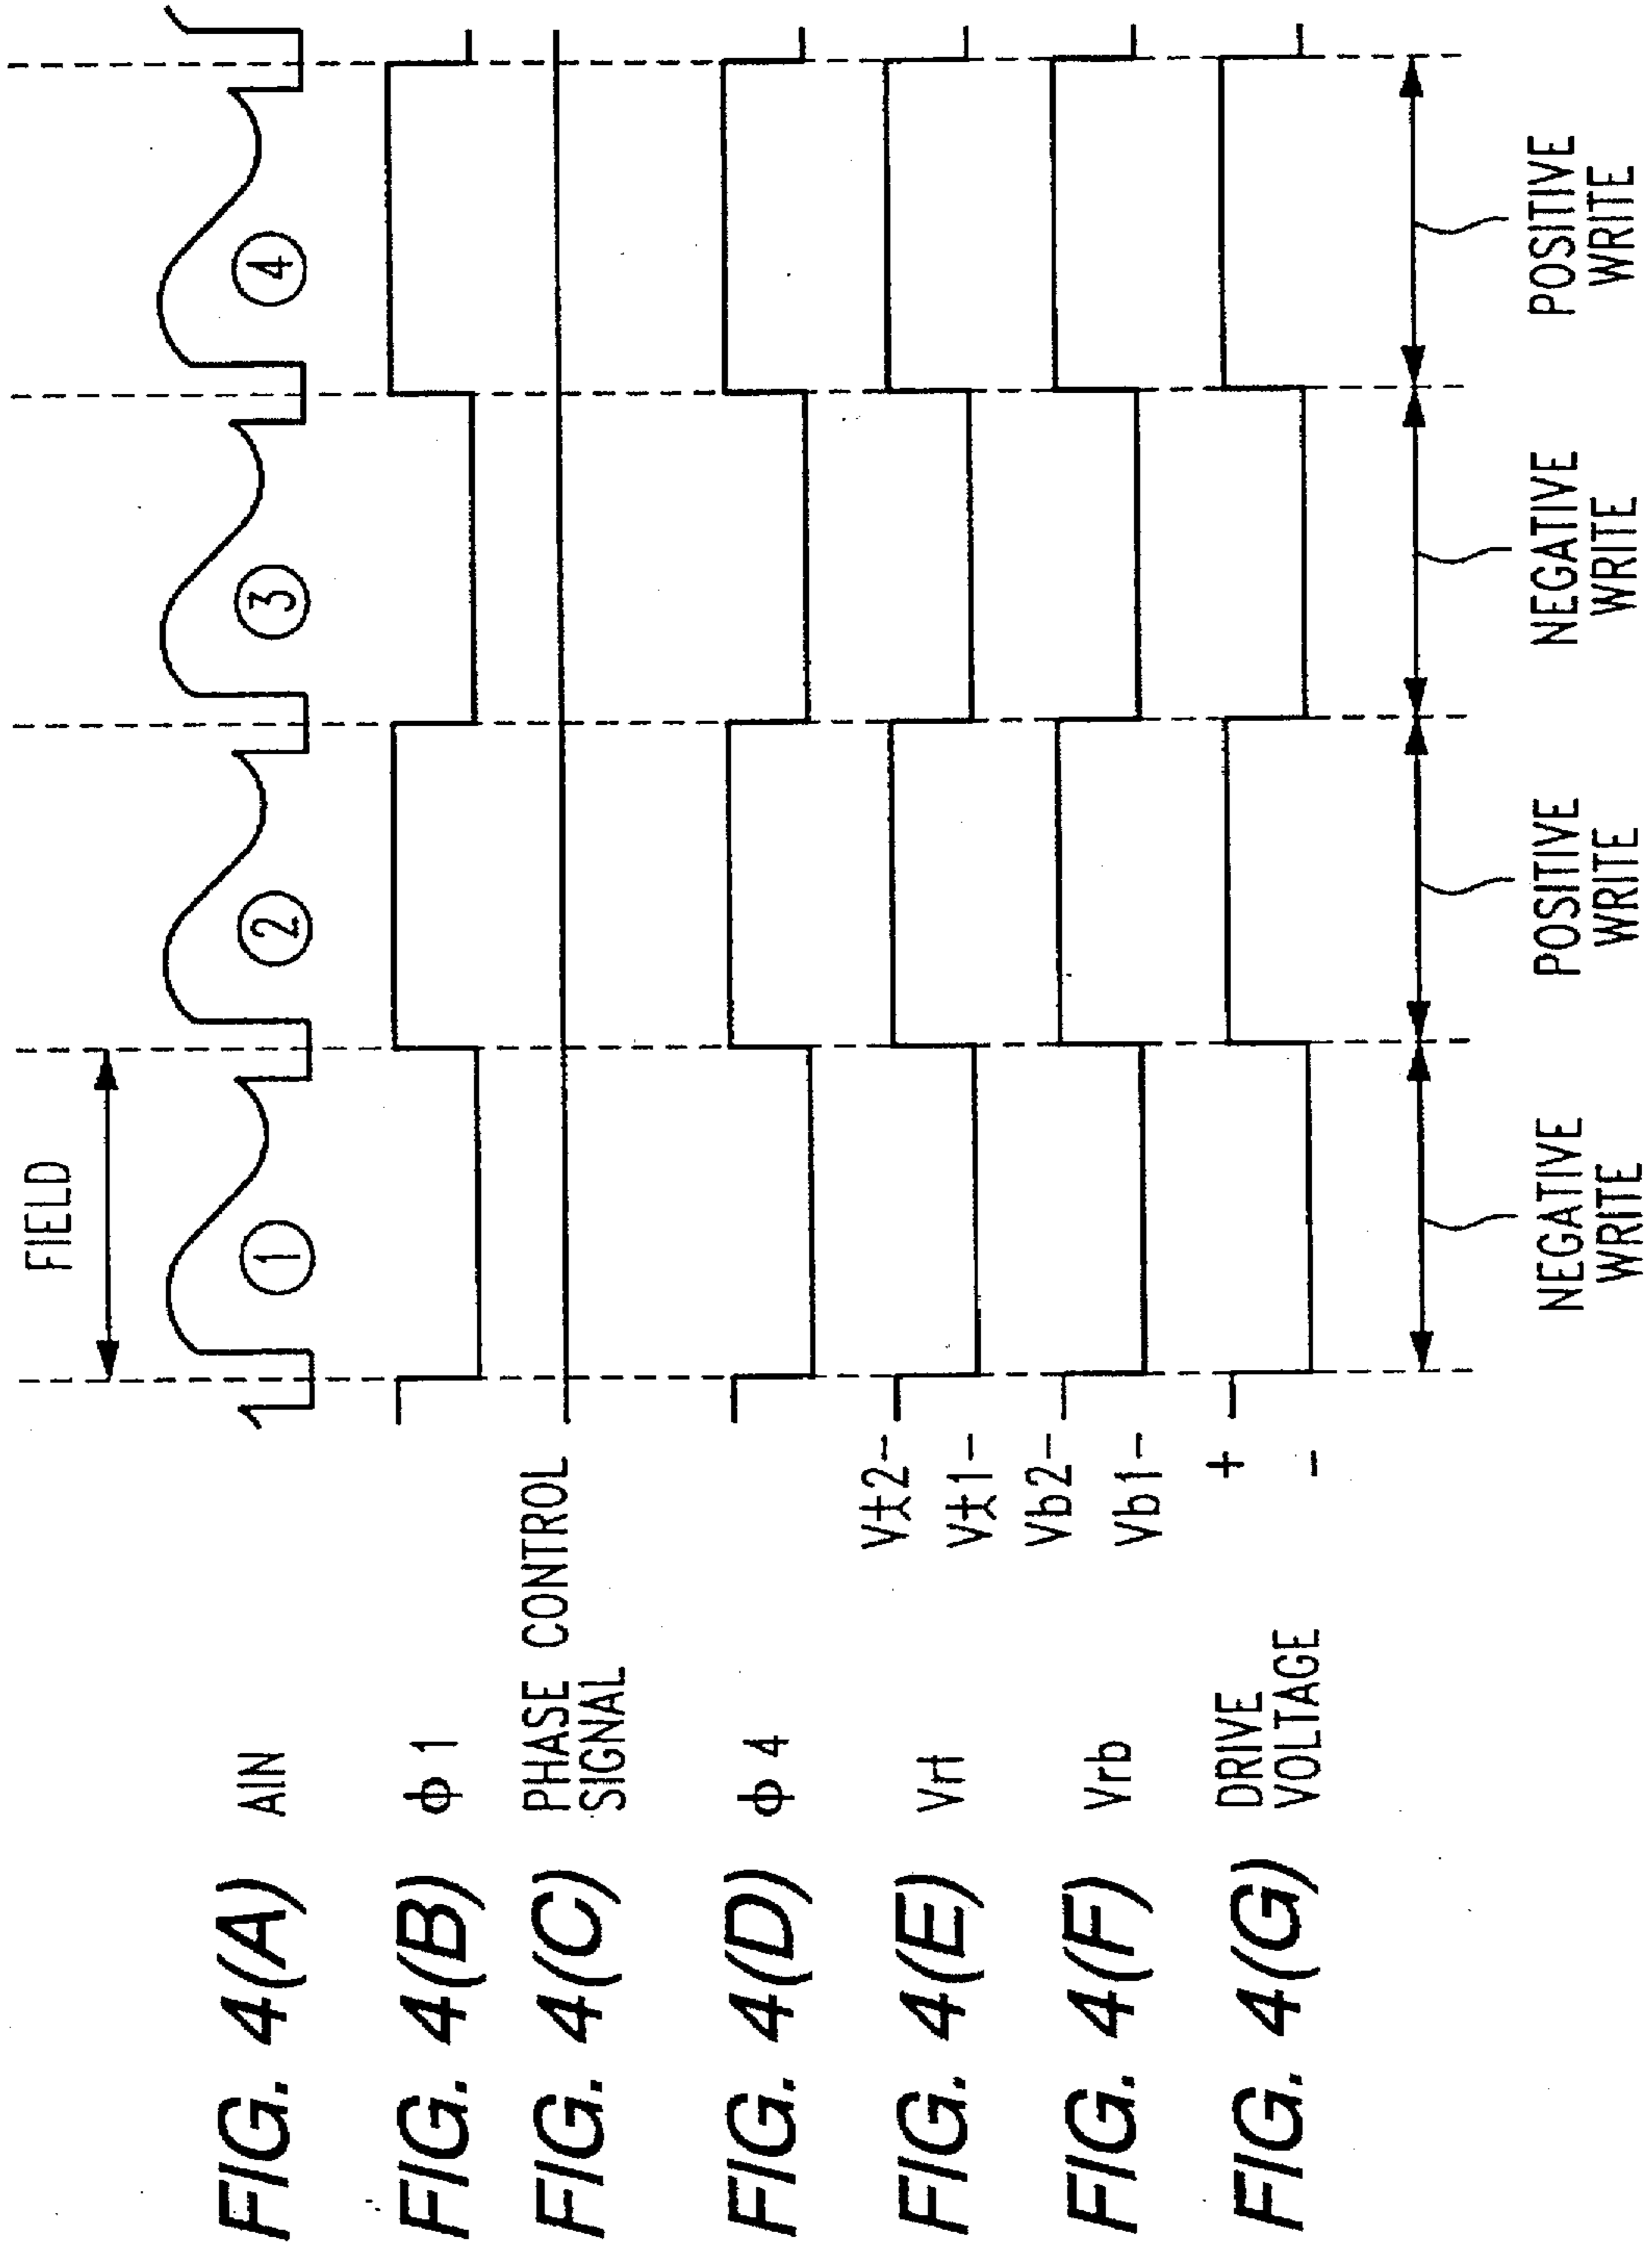 FIELD
FIG. 4(A) AIN
① ② ③ ④
FIG. 4(B) ϕ1
FIG. 4(C) PHASE CONTROL
SIGNAL
FIG. 4(D) ϕ4
FIG. 4(E) Vrt
Vt2
Vt1
FIG. 4(F) Vrb
Vb2
Vb1
FIG. 4(G) DRIVE
VOLTAGE
+
−
NEGATIVE
WRITE
POSITIVE
WRITE
NEGATIVE
WRITE
POSITIVE
WRITE